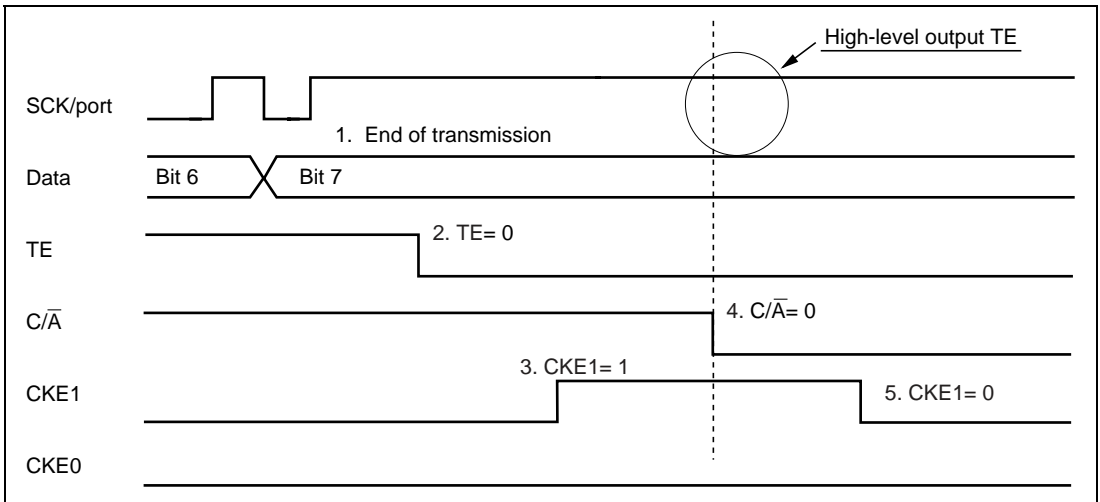 High-level output TE
SCK/port
1. End of transmission
Data
Bit 6
Bit 7
TE
2. TE= 0
C/A̅
4. C/A̅= 0
3. CKE1= 1
CKE1
5. CKE1= 0
CKE0